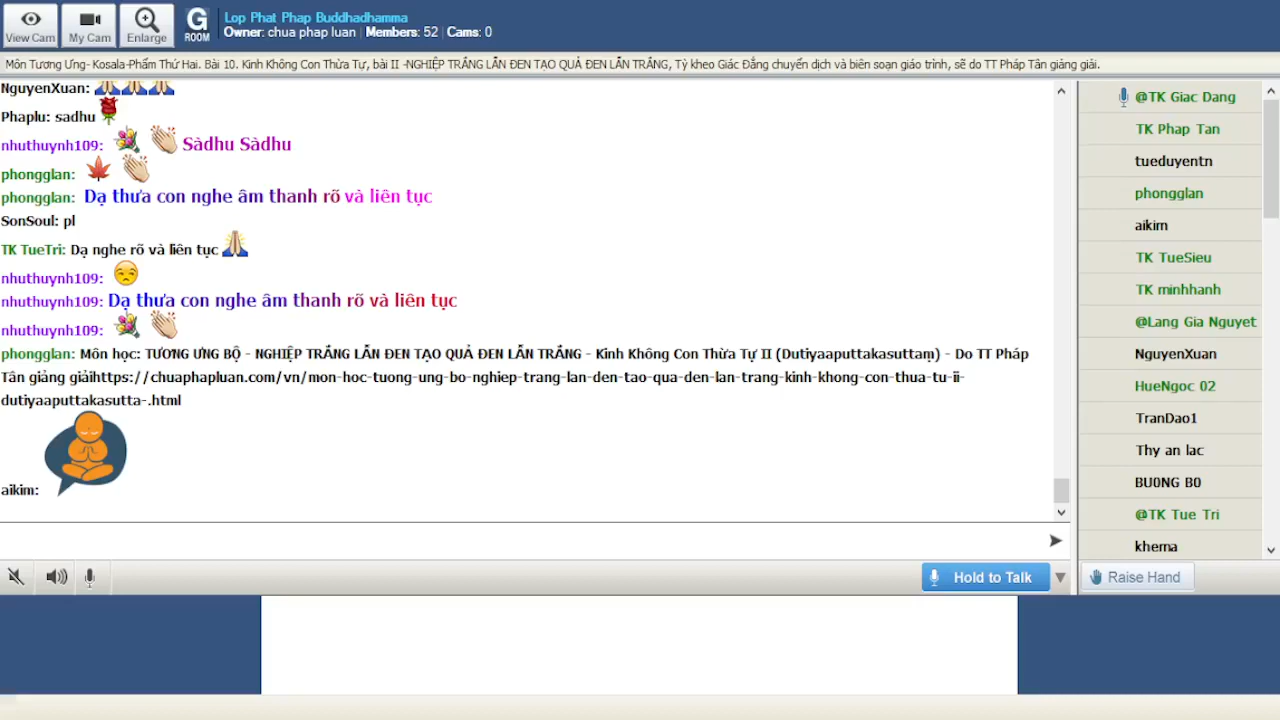 View Cam
My Cam
Enlarge
G
ROOM
Lop Phat Phap Buddhadhamma
Owner: chua phap luan | Members: 52 | Cams: 0
Môn Tương Ưng- Kosala-Phẩm Thứ Hai. Bài 10. Kinh Không Con Thừa Tự, bài II -NGHIỆP TRẮNG LẪN ĐEN TẠO QUẢ ĐEN LẪN TRẮNG, Tỳ kheo Giác Đẳng chuyển dịch và biên soạn giáo trình, sẽ do TT Pháp Tân giảng giải.
NguyenXuan:
Phaplu: sadhu
nhuthuynh109: Sàdhu Sàdhu
phongglan:
phongglan: Dạ thưa con nghe âm thanh rõ và liên tục
SonSoul: pl
TK TueTri: Dạ nghe rõ và liên tục
nhuthuynh109:
nhuthuynh109: Dạ thưa con nghe âm thanh rõ và liên tục
nhuthuynh109:
phongglan: Môn học: TƯƠNG ƯNG BỘ - NGHIỆP TRẮNG LẪN ĐEN TẠO QUẢ ĐEN LẪN TRẮNG - Kinh Không Con Thừa Tự II (Dutiyaaputtakasuttaṃ) - Do TT Pháp
Tân giảng giảihttps://chuaphapluan.com/vn/mon-hoc-tuong-ung-bo-nghiep-trang-lan-den-tao-qua-den-lan-trang-kinh-khong-con-thua-tu-ii-
dutiyaaputtakasutta-.html
aikim:
Hold to Talk
@TK Giac Dang
TK Phap Tan
tueduyentn
phongglan
aikim
TK TueSieu
TK minhhanh
@Lang Gia Nguyet
NguyenXuan
HueNgoc 02
TranDao1
Thy an lac
BU0NG B0
@TK Tue Tri
khema
Raise Hand